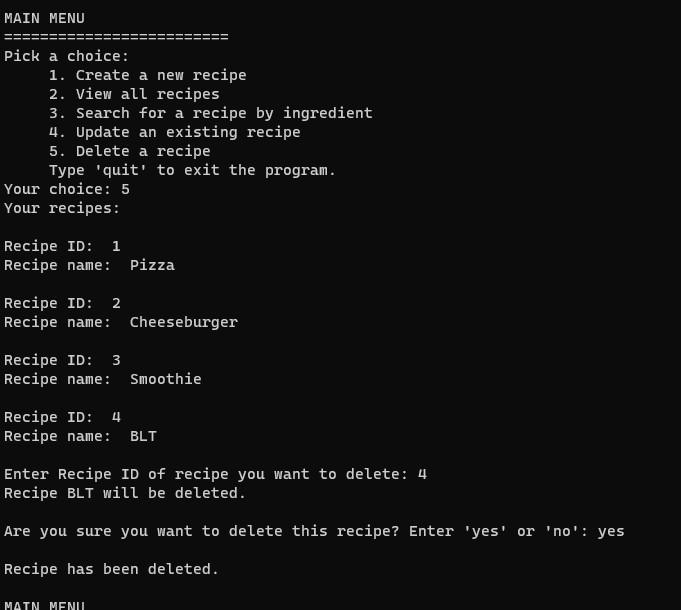 MAIN MENU
=========================
Pick a choice:
     1. Create a new recipe
     2. View all recipes
     3. Search for a recipe by ingredient
     4. Update an existing recipe
     5. Delete a recipe
     Type 'quit' to exit the program.
Your choice: 5
Your recipes:

Recipe ID:  1
Recipe name:  Pizza

Recipe ID:  2
Recipe name:  Cheeseburger

Recipe ID:  3
Recipe name:  Smoothie

Recipe ID:  4
Recipe name:  BLT

Enter Recipe ID of recipe you want to delete: 4
Recipe BLT will be deleted.

Are you sure you want to delete this recipe? Enter 'yes' or 'no': yes

Recipe has been deleted.

MAIN MENU